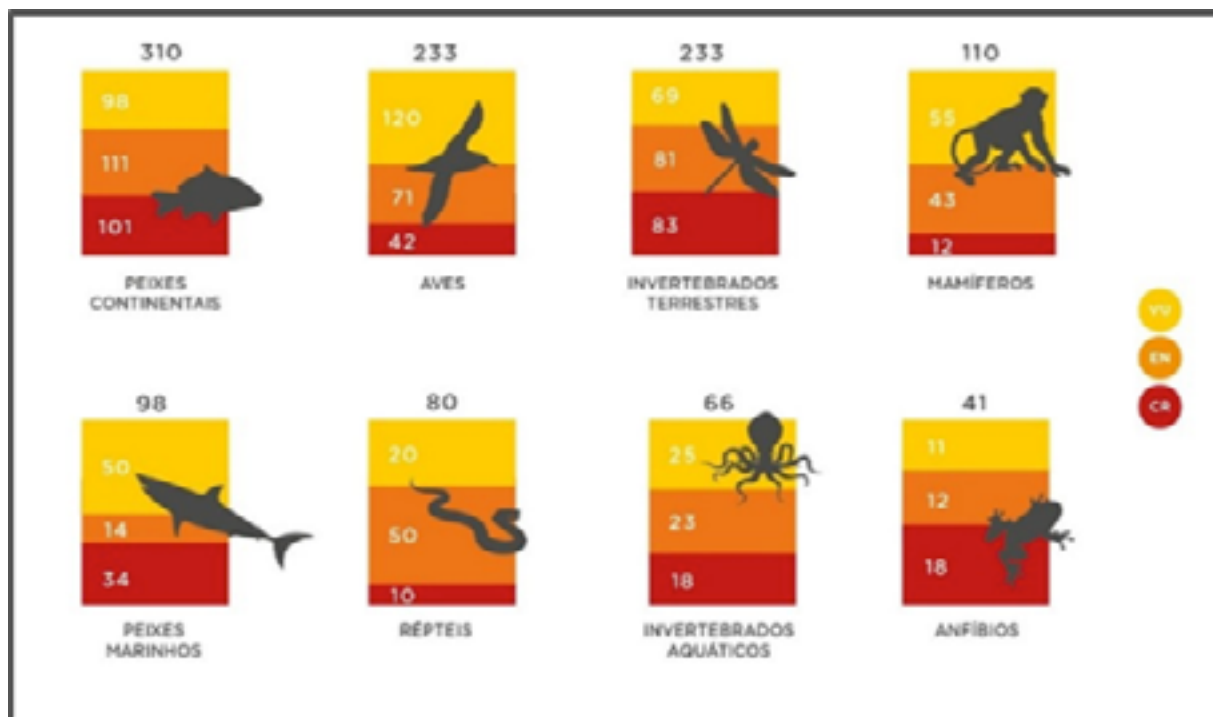 310
98
111
101
PEIXES
CONTINENTAIS
233
120
71
42
AVES
233
69
81
83
INVERTEBRADOS
TERRESTRES
110
55
43
12
MAMÍFEROS
VU
EN
CR
98
50
14
34
PEIXES
MARINHOS
80
20
50
10
RÉPTEIS
66
25
23
18
INVERTEBRADOS
AQUÁTICOS
41
11
12
18
ANFÍBIOS